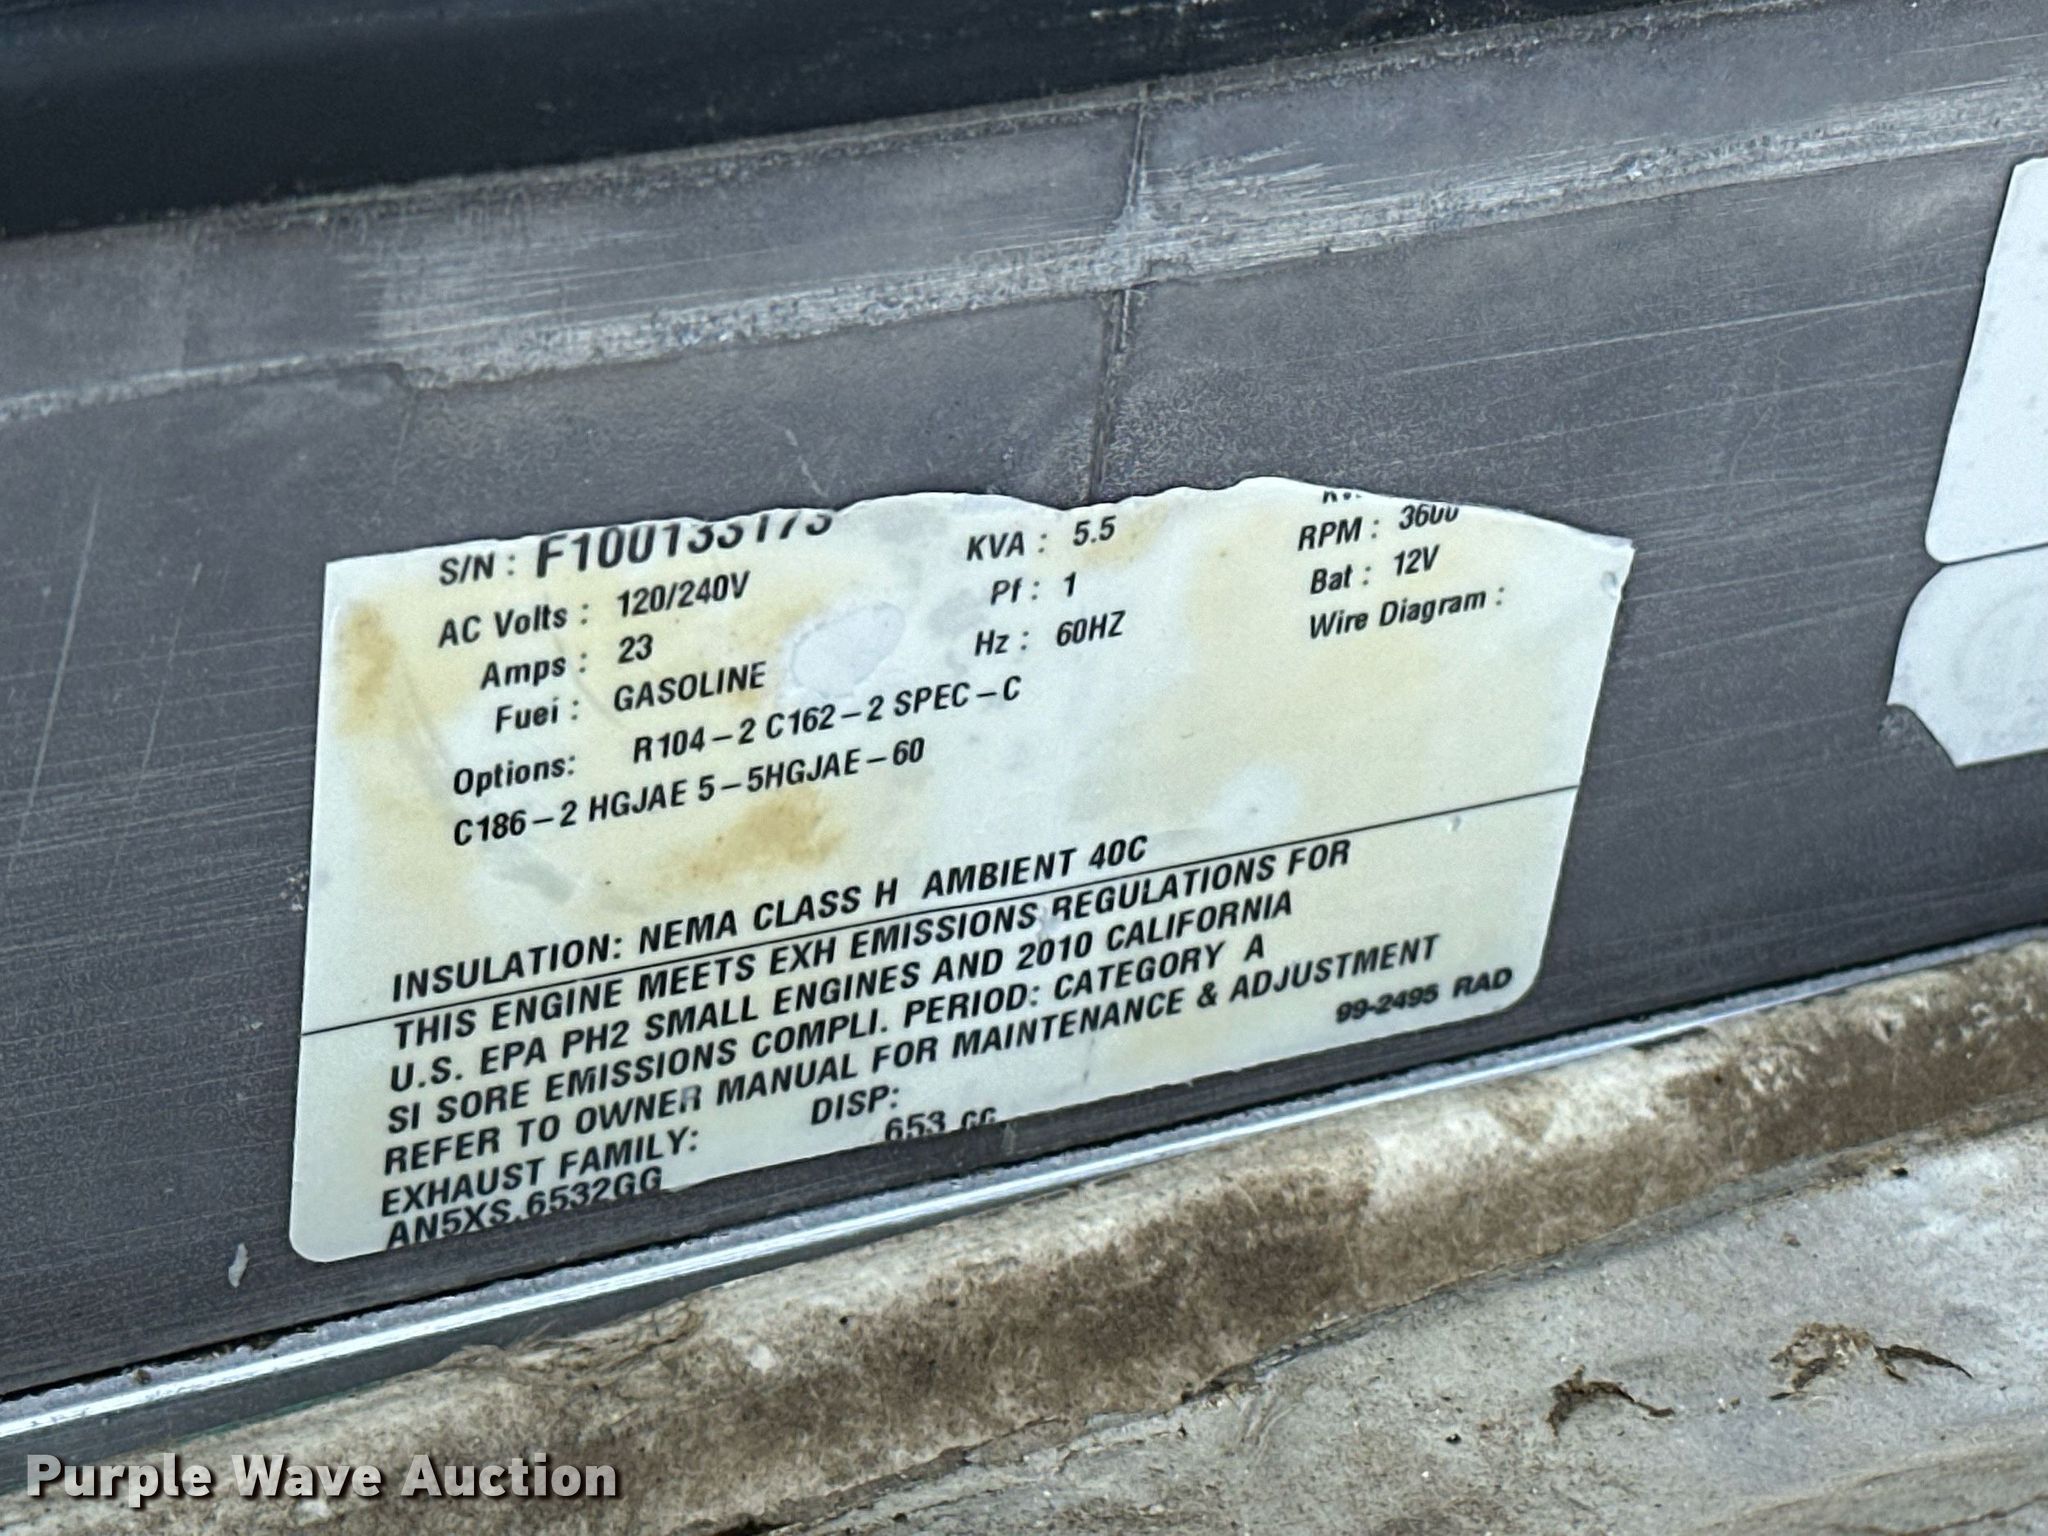 S/N : F100133173 KVA : 5.5
AC Volts : 120/240V Pf : 1 RPM : 3600
Amps : 23 Hz : 60HZ Bat : 12V
Fuei : GASOLINE Wire Diagram :
Options: R104-2 C162-2 SPEC-C
C186-2 HGJAE 5-5HGJAE-60
INSULATION: NEMA CLASS H AMBIENT 40C
THIS ENGINE MEETS EXH EMISSIONS REGULATIONS FOR
U.S. EPA PH2 SMALL ENGINES AND 2010 CALIFORNIA
SI SORE EMISSIONS COMPLI. PERIOD: CATEGORY A
REFER TO OWNER MANUAL FOR MAINTENANCE & ADJUSTMENT
EXHAUST FAMILY: DISP: 99-2495 RAD
AN5XS.6532GG 653 cc
Purple Wave Auction